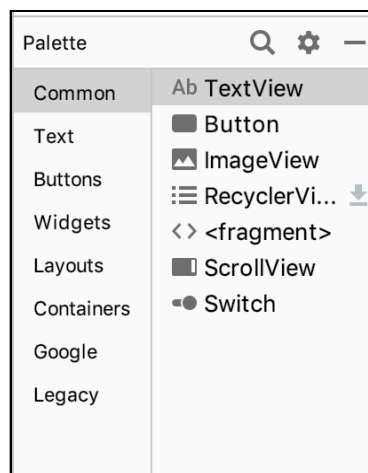 Palette
Common
Text
Buttons
Widgets
Layouts
Containers
Google
Legacy
Ab TextView
Button
ImageView
RecyclerVi...
<fragment>
ScrollView
Switch